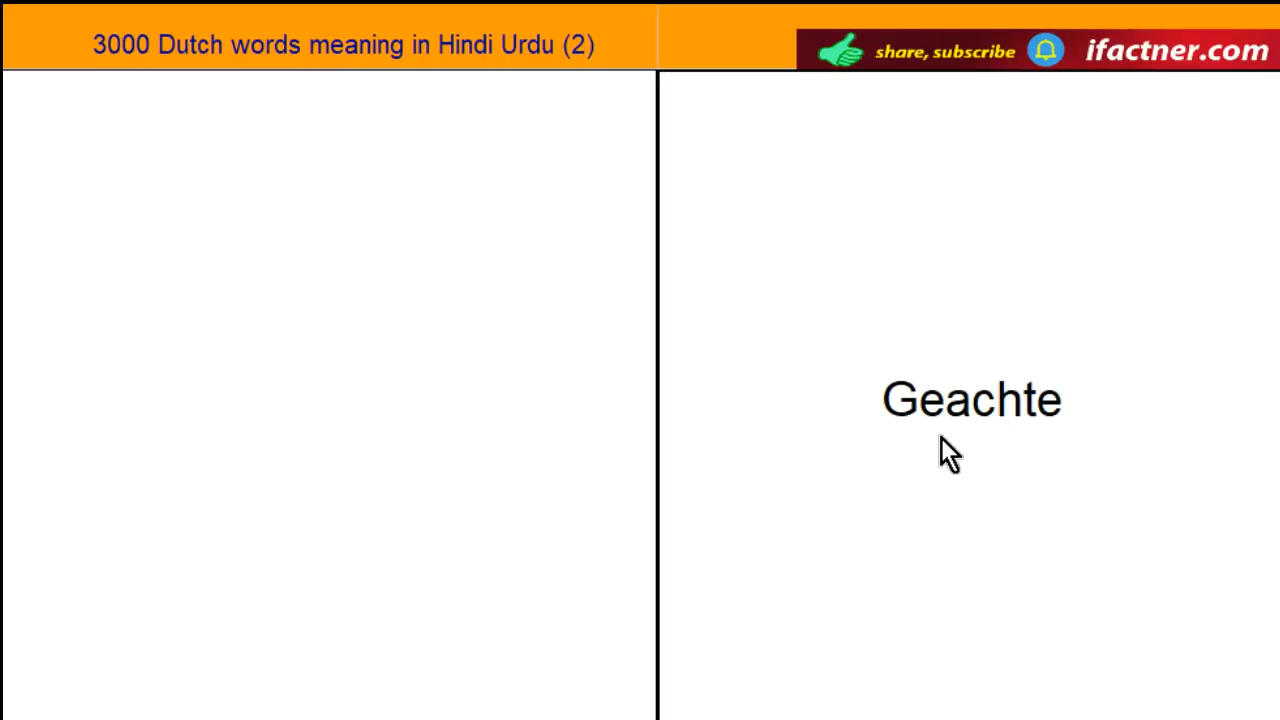 3000 Dutch words meaning in Hindi Urdu (2)
share, subscribe
ifactner.com
Geachte